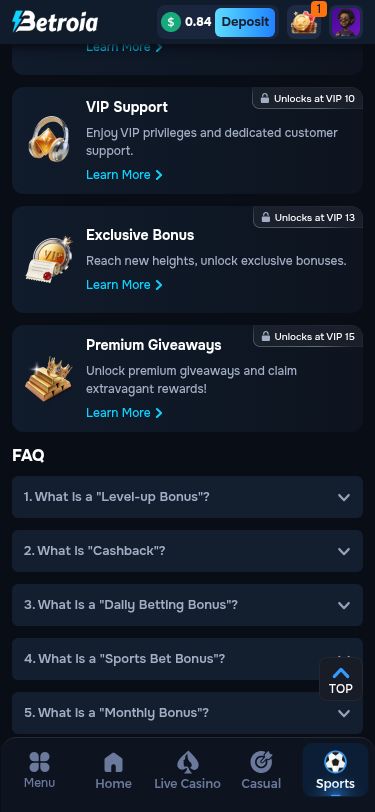 Betroia
$ 0.84 Deposit
1
Learn More
Unlocks at VIP 10
VIP Support
Enjoy VIP privileges and dedicated customer
support.
Learn More
Unlocks at VIP 13
Exclusive Bonus
Reach new heights, unlock exclusive bonuses.
Learn More
VIP
Unlocks at VIP 15
Premium Giveaways
Unlock premium giveaways and claim
extravagant rewards!
Learn More
FAQ
1. What Is a "Level-up Bonus"?
2. What is "Cashback"?
3. What Is a "Daily Betting Bonus"?
4. What is a "Sports Bet Bonus"?
TOP
5. What Is a "Monthly Bonus"?
Menu
Home
Live Casino
Casual
Sports